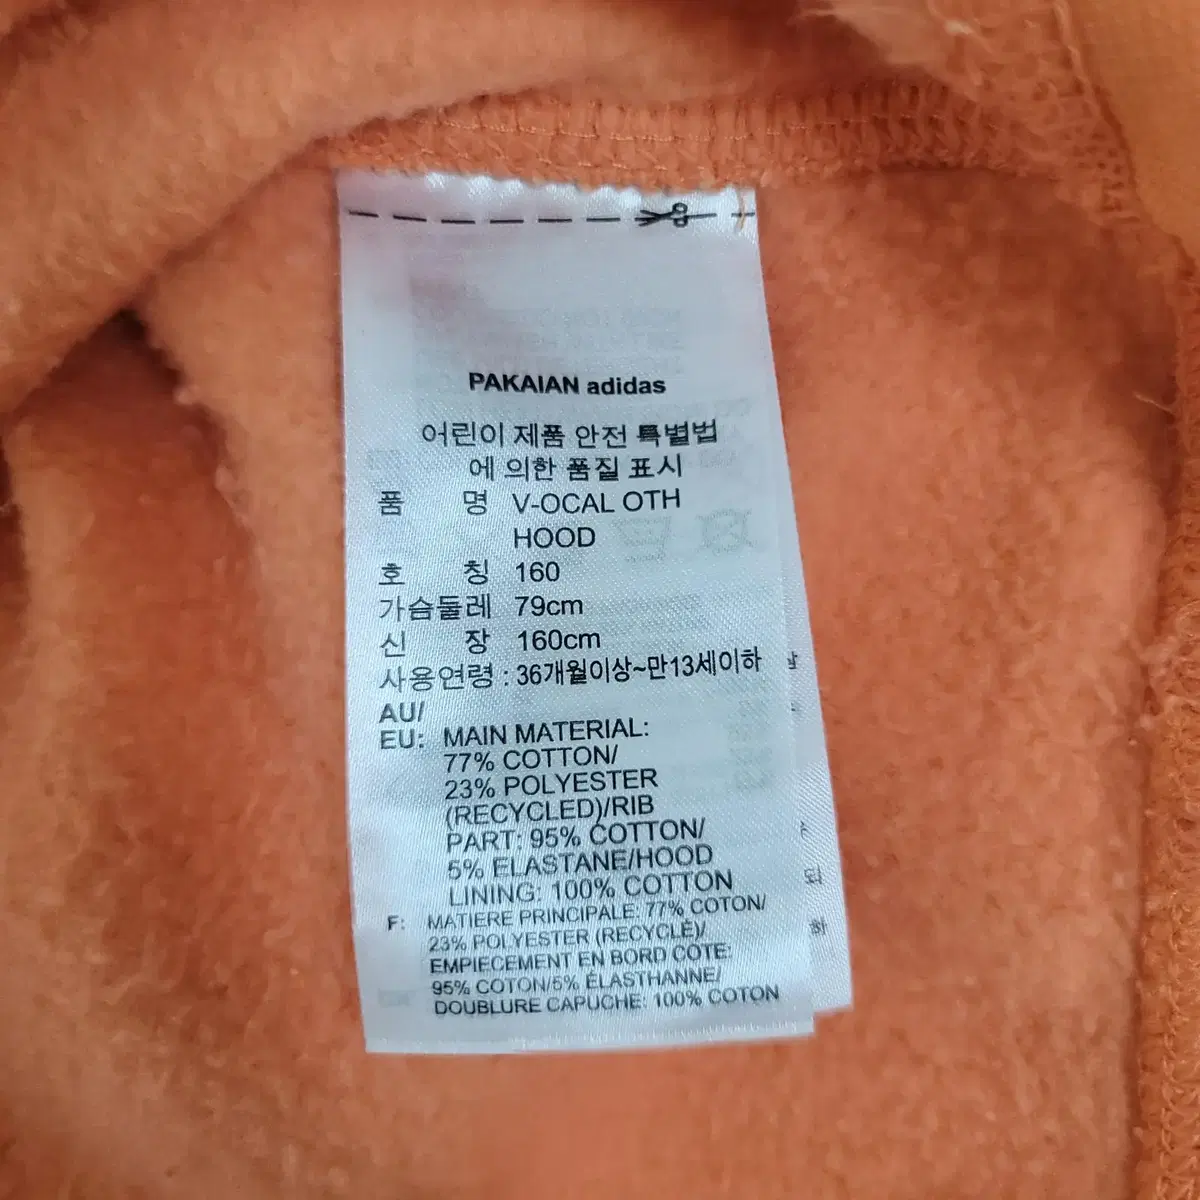 PAKAIAN adidas
어린이 제품 안전 특별법
에 의한 품질 표시
품 명 V-OCAL OTH
HOOD
호 칭 160
가슴둘레 79cm
신 장 160cm
사용연령 : 36개월이상~만13세이하
AU/
EU: MAIN MATERIAL:
77% COTTON/
23% POLYESTER
(RECYCLED)/RIB
PART: 95% COTTON/
5% ELASTANE/HOOD
LINING: 100% COTTON
F: MATIERE PRINCIPALE: 77% COTON/
23% POLYESTER (RECYCLÉ)/
EMPIECEMENT EN BORD COTE:
95% COTON/5% ÉLASTHANNE/
DOUBLURE CAPUCHE: 100% COTON